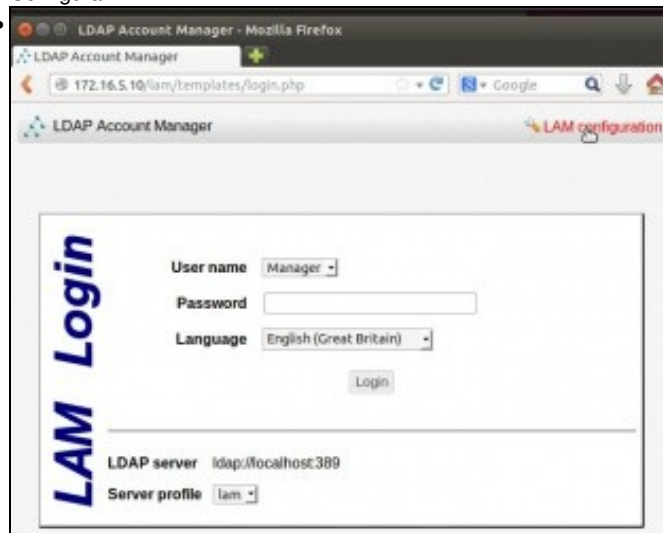 LDAP Account Manager - Mozilla Firefox
LDAP Account Manager
172.16.5.10/lam/templates/login.php
Google
LDAP Account Manager
LAM configuration
LAM Login
User name Manager
Password
Language English (Great Britain)
Login
LDAP server ldap://localhost:389
Server profile lam